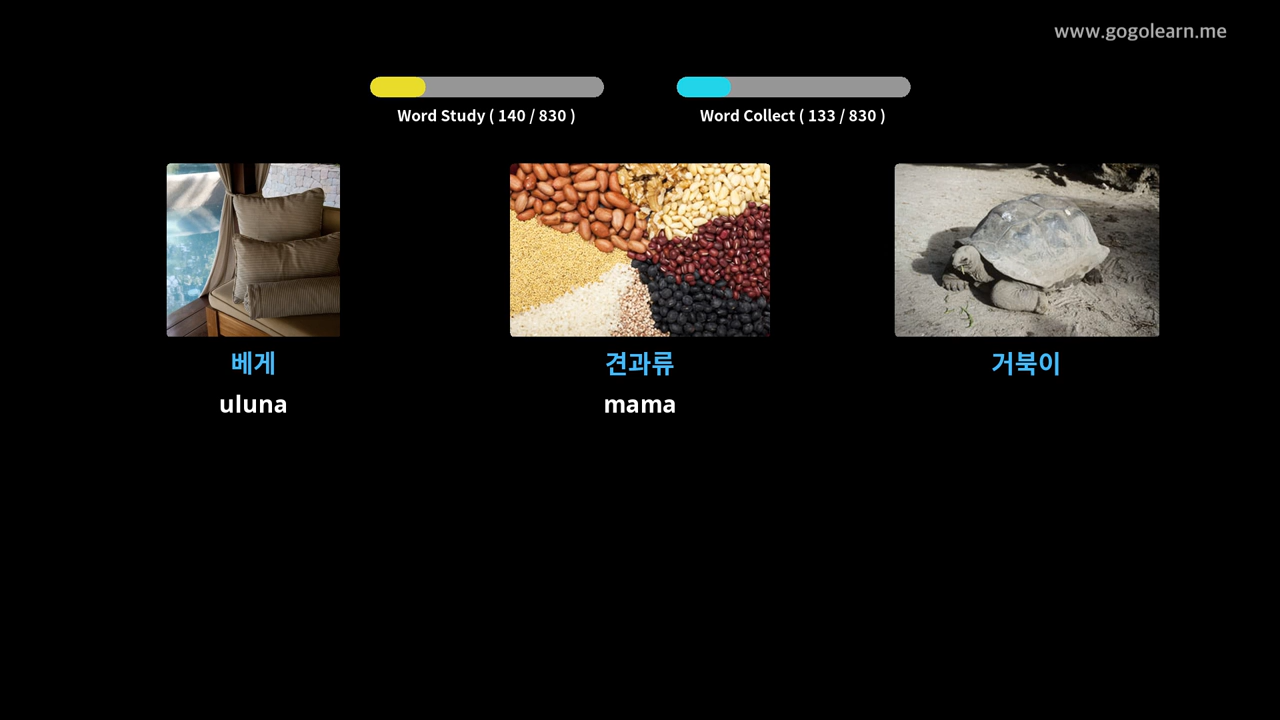 www.gogolearn.me
Word Study ( 140 / 830 )
Word Collect ( 133 / 830 )
베게
견과류
거북이
uluna
mama